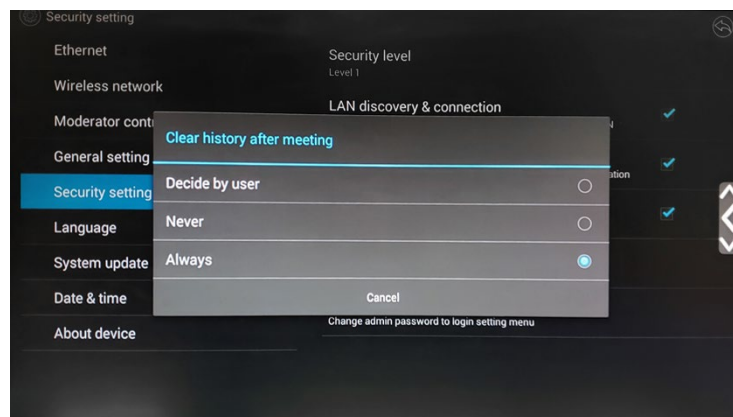 Security setting
Ethernet
Wireless network
Moderator cont
General setting
Security setting
Language
System update
Date & time
About device
Security level
Level 1
LAN discovery & connection
N
ation
Clear history after meeting
Decide by user
Never
Always
Cancel
Change admin password to login setting menu